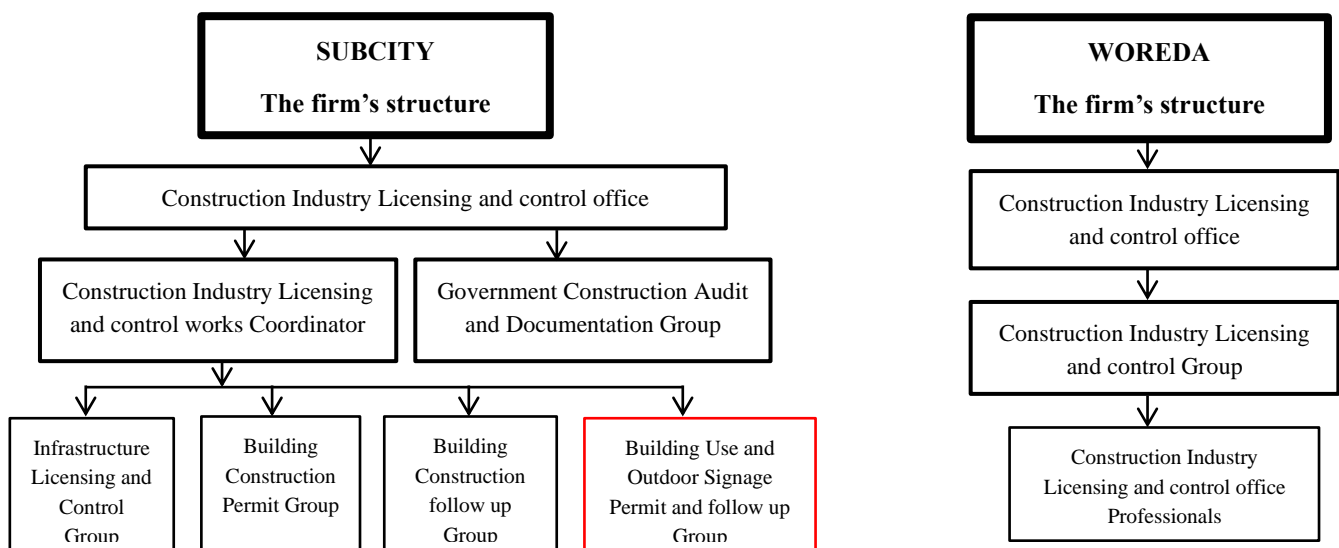 SUBCITY
The firm’s structure
Construction Industry Licensing and control office
Construction Industry Licensing
and control works Coordinator
Government Construction Audit
and Documentation Group
Infrastructure
Licensing and
Control
Group
Building
Construction
Permit Group
Building
Construction
follow up
Group
Building Use and
Outdoor Signage
Permit and follow up
Group
WOREDA
The firm’s structure
Construction Industry Licensing
and control office
Construction Industry Licensing
and control Group
Construction Industry
Licensing and control office
Professionals